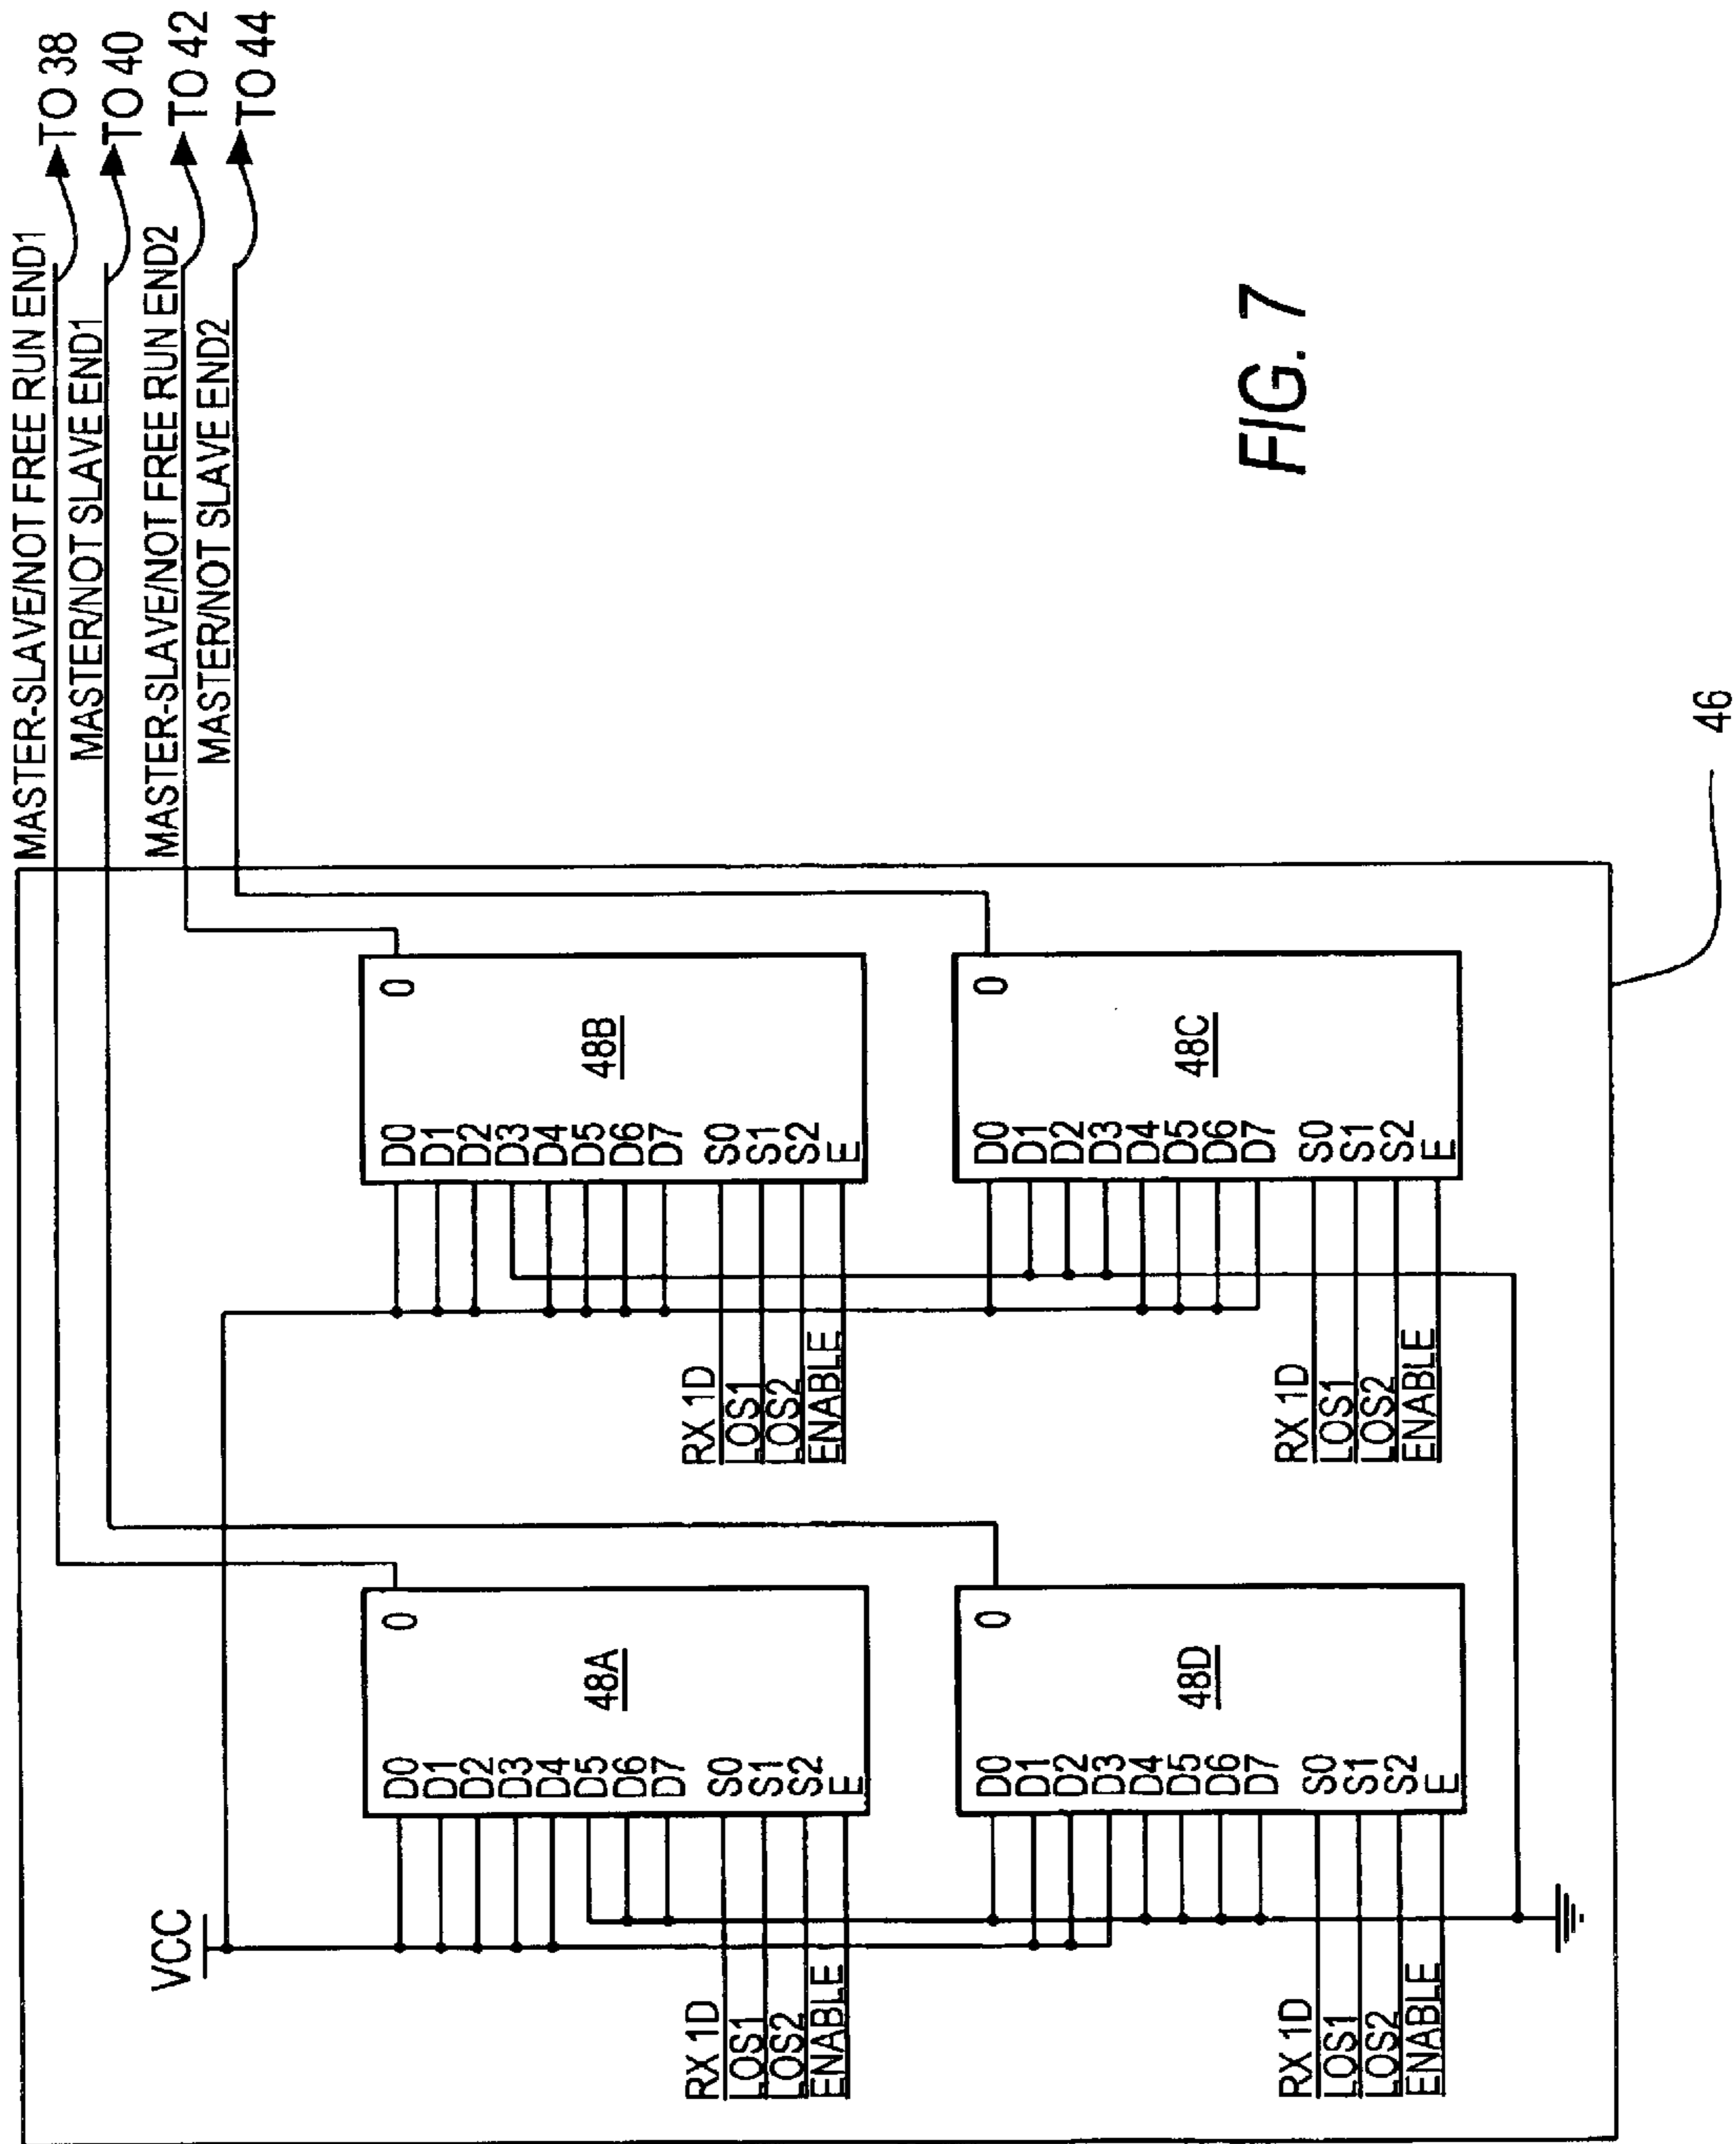 MASTER-SLAVE/NOT FREE RUN END1
TO 38
MASTER/NOT SLAVE END1
TO 40
MASTER-SLAVE/NOT FREE RUN END2
TO 42
MASTER/NOT SLAVE END2
TO 44
VCC
D0
D1
D2
D3
D4
D5
D6
D7
S0
S1
S2
E
0
48A
RX 1D
LOS1
LOS2
ENABLE
D0
D1
D2
D3
D4
D5
D6
D7
S0
S1
S2
E
0
48B
RX 1D
LOS1
LOS2
ENABLE
D0
D1
D2
D3
D4
D5
D6
D7
S0
S1
S2
E
0
48D
RX 1D
LOS1
LOS2
ENABLE
D0
D1
D2
D3
D4
D5
D6
D7
S0
S1
S2
E
0
48C
RX 1D
LOS1
LOS2
ENABLE
46
FIG. 7